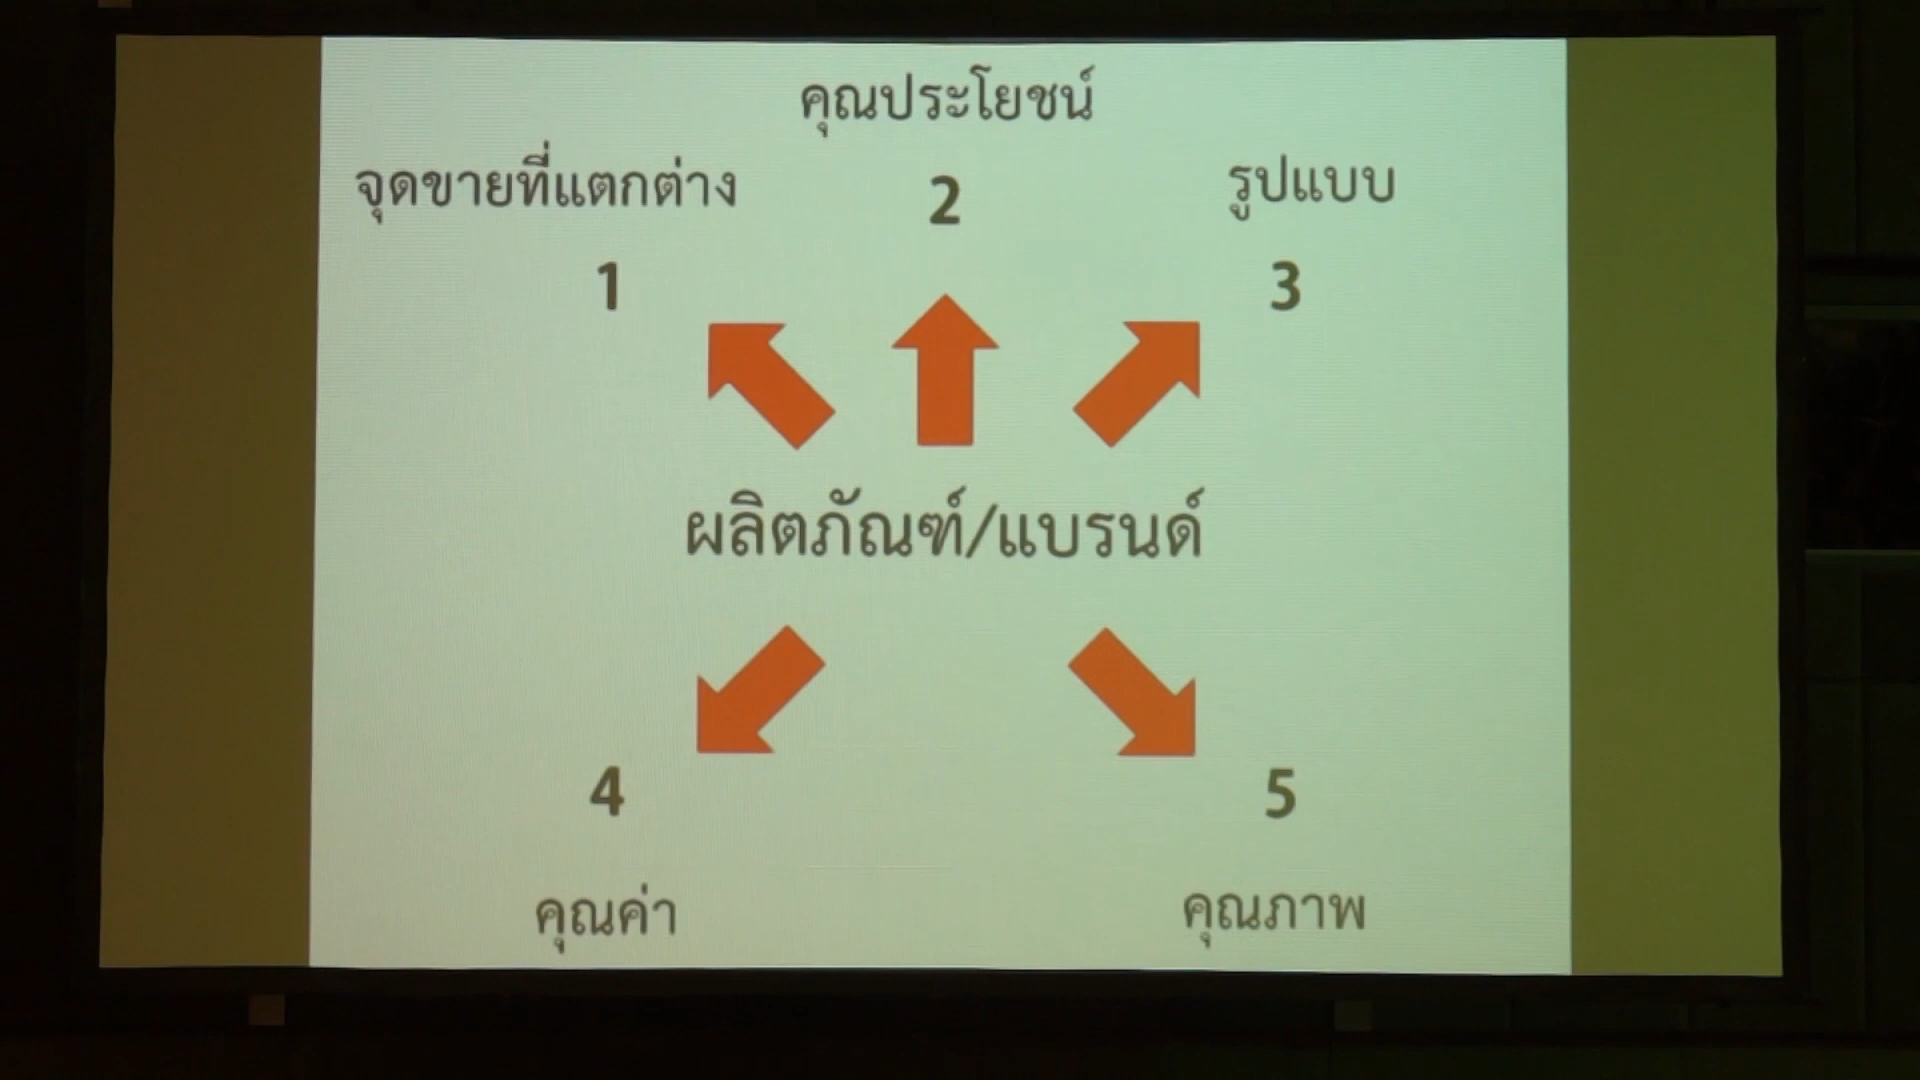 คุณประโยชน์
จุดขายที่แตกต่าง
2
รูปแบบ
1
3
ผลิตภัณฑ์/แบรนด์
4
5
คุณค่า
คุณภาพ